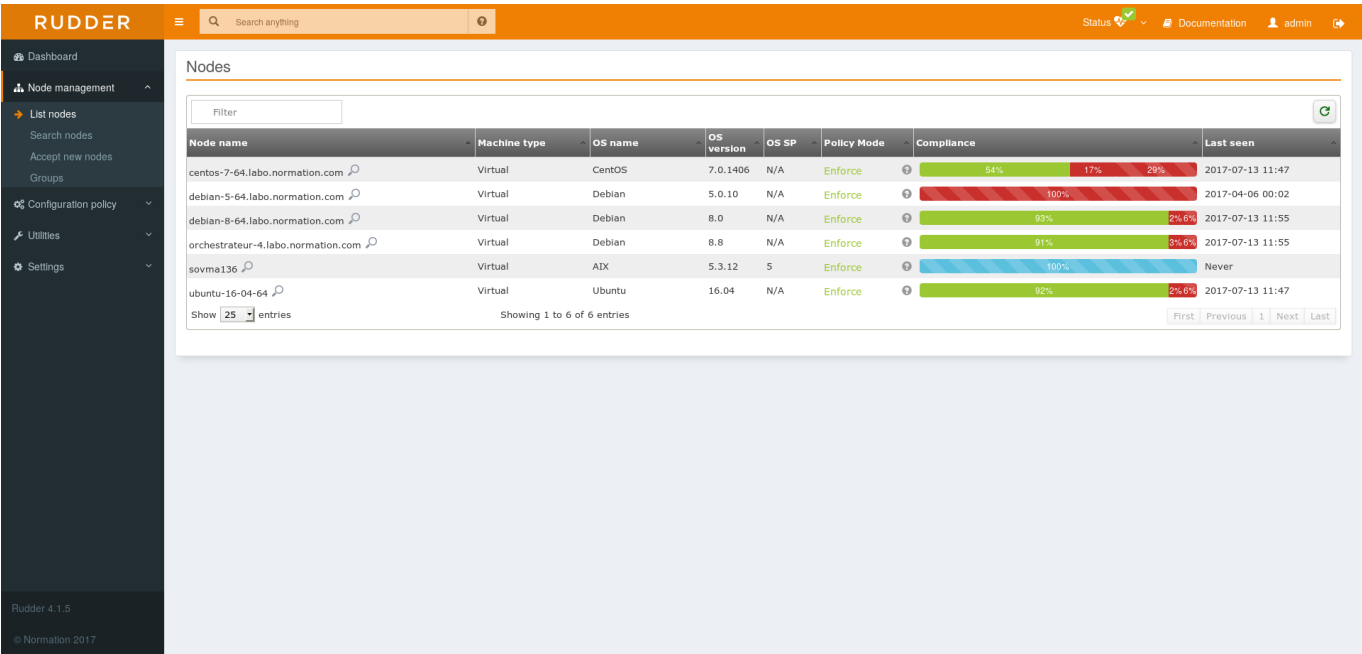 RUDDER
Search anything
Status
Documentation
admin
Dashboard
Node management
List nodes
Search nodes
Accept new nodes
Groups
Configuration policy
Utilities
Settings
Rudder 4.1.5
© Normation 2017
Nodes
Filter
Node name Machine type OS name OS version OS SP Policy Mode Compliance Last seen
centos-7-64.labo.normation.com Virtual CentOS 7.0.1406 N/A Enforce 54% 17% 29% 2017-07-13 11:47
debian-5-64.labo.normation.com Virtual Debian 5.0.10 N/A Enforce 100% 2017-04-06 00:02
debian-8-64.labo.normation.com Virtual Debian 8.0 N/A Enforce 93% 2% 6% 2017-07-13 11:55
orchestrateur-4.labo.normation.com Virtual Debian 8.8 N/A Enforce 91% 3% 6% 2017-07-13 11:55
sovma136 Virtual AIX 5.3.12 5 Enforce 100% Never
ubuntu-16-04-64 Virtual Ubuntu 16.04 N/A Enforce 92% 2% 6% 2017-07-13 11:47
Show 25 entries Showing 1 to 6 of 6 entries First Previous 1 Next Last